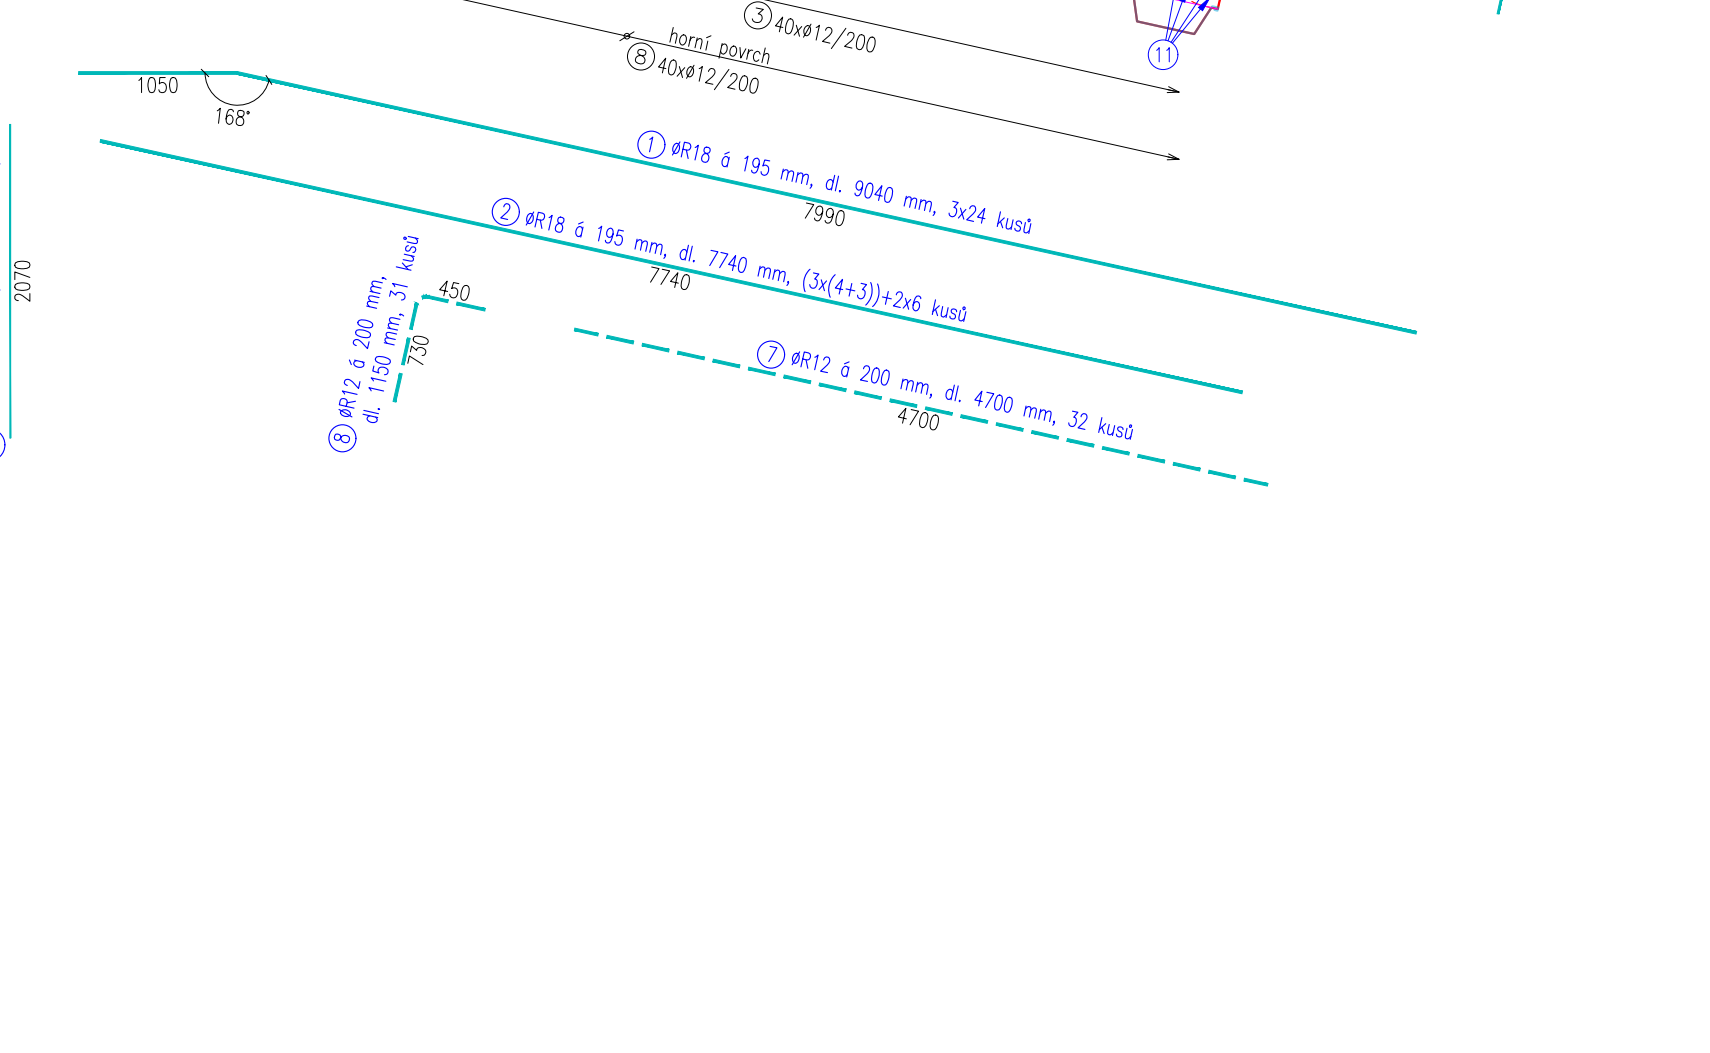 3 40xø12/200
11
horní povrch
8 40xø12/200
1050
168°
1 øR18 á 195 mm, dl. 9040 mm, 3x24 kusů
7990
2 øR18 á 195 mm, dl. 7740 mm, (3x(4+3))+2x6 kusů
7740
2070
8 øR12 á 200 mm,
dl. 1150 mm, 31 kusů
450
730
7 øR12 á 200 mm, dl. 4700 mm, 32 kusů
4700